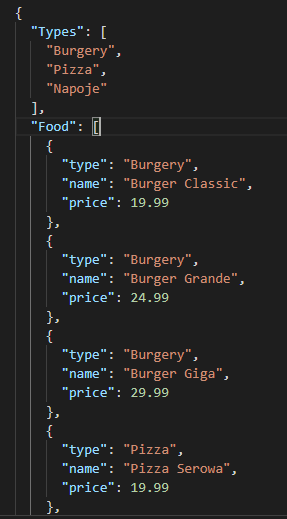 {
"Types": [
"Burgery",
"Pizza",
"Napoje"
],
"Food": [
{
"type": "Burgery",
"name": "Burger Classic",
"price": 19.99
},
{
"type": "Burgery",
"name": "Burger Grande",
"price": 24.99
},
{
"type": "Burgery",
"name": "Burger Giga",
"price": 29.99
},
{
"type": "Pizza",
"name": "Pizza Serowa",
"price": 19.99
},